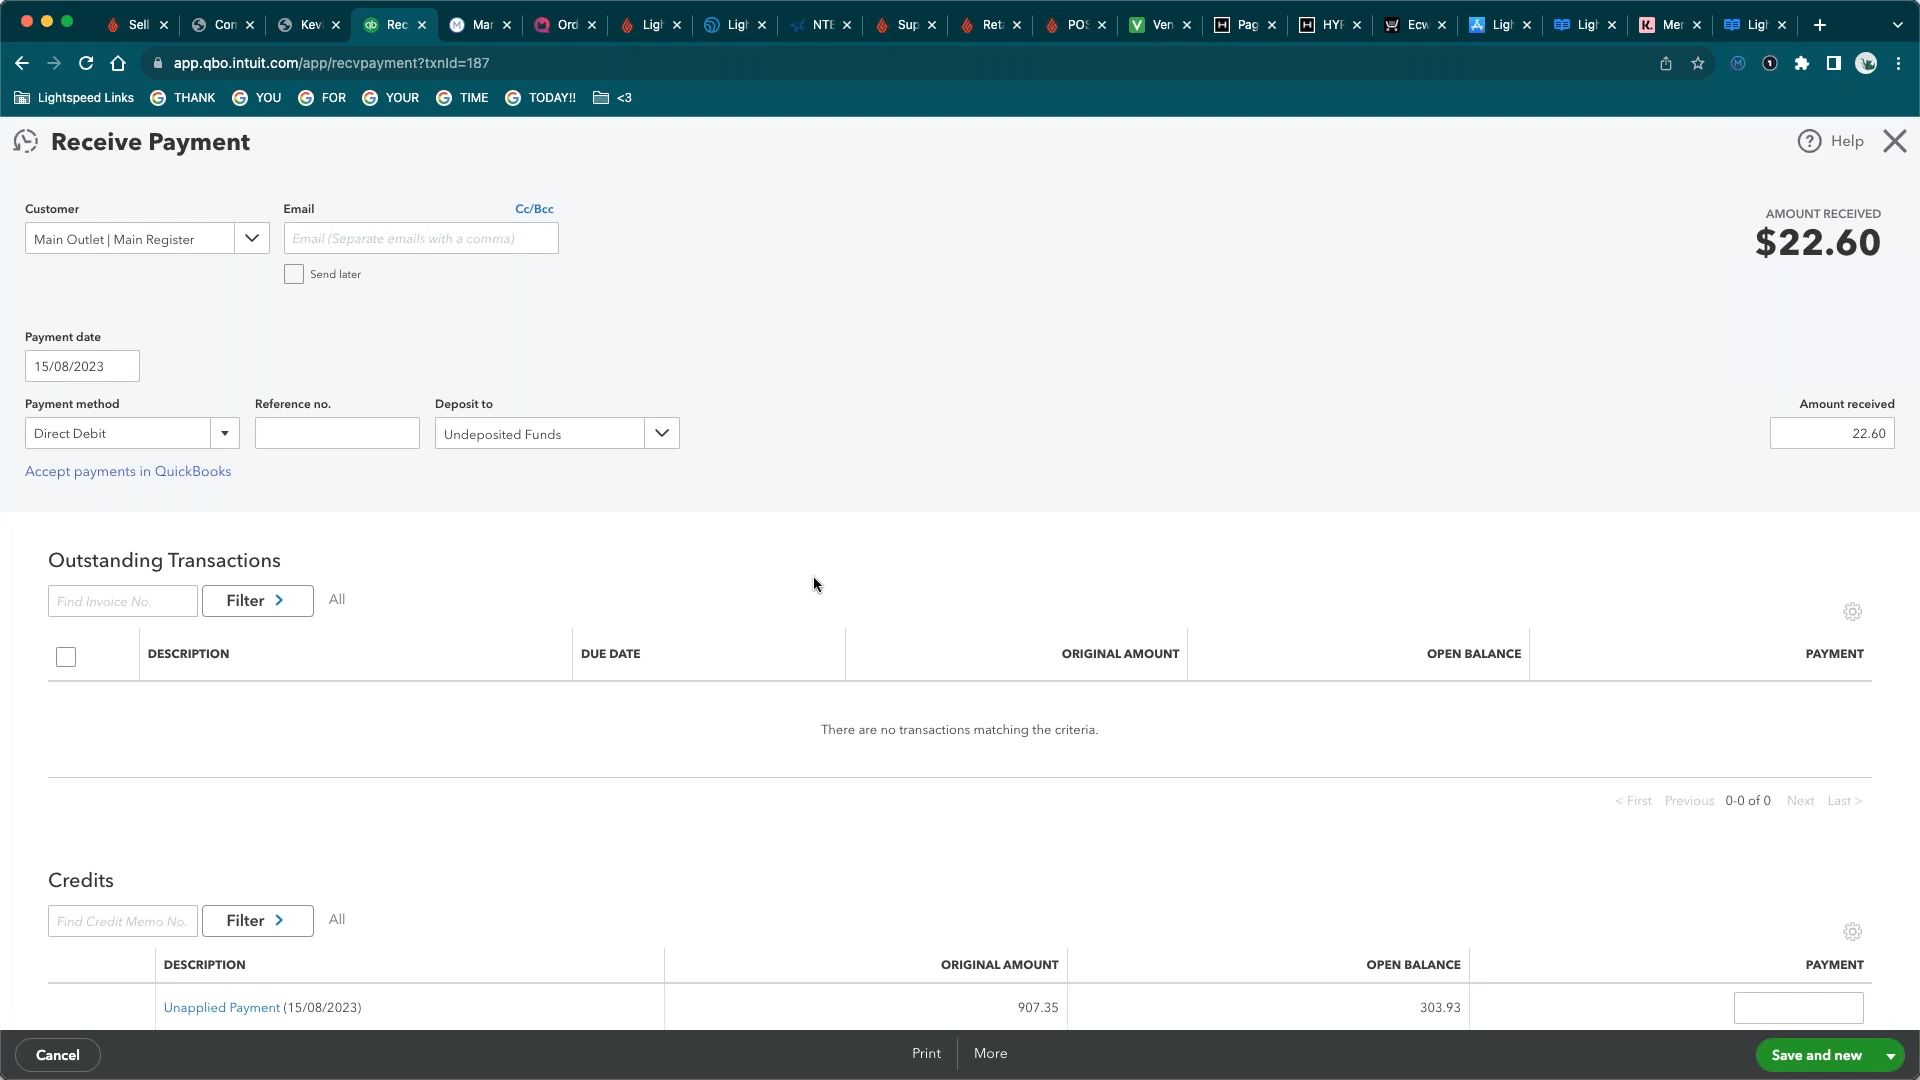 Sell
Con
Kevi
Rec
Mar
Ord
Ligh
Ligh
NTE
Sup
Reta
POS
Ven
Pag
HYP
Ecw
Ligh
Ligh
Mer
Ligh
app.qbo.intuit.com/app/recvpayment?txnId=187
Lightspeed Links THANK YOU FOR YOUR TIME TODAY!! <3
Receive Payment
Help
Customer
Email
Cc/Bcc
AMOUNT RECEIVED
Main Outlet | Main Register
Email (Separate emails with a comma)
$22.60
Send later
Payment date
15/08/2023
Payment method
Reference no.
Deposit to
Amount received
Direct Debit
Undeposited Funds
22.60
Accept payments in QuickBooks
Outstanding Transactions
Find Invoice No.
Filter
All
DESCRIPTION DUE DATE ORIGINAL AMOUNT OPEN BALANCE PAYMENT
There are no transactions matching the criteria.
< First Previous 0-0 of 0 Next Last >
Credits
Find Credit Memo No.
Filter
All
DESCRIPTION ORIGINAL AMOUNT OPEN BALANCE PAYMENT
Unapplied Payment (15/08/2023) 907.35 303.93
Cancel
Print
More
Save and new